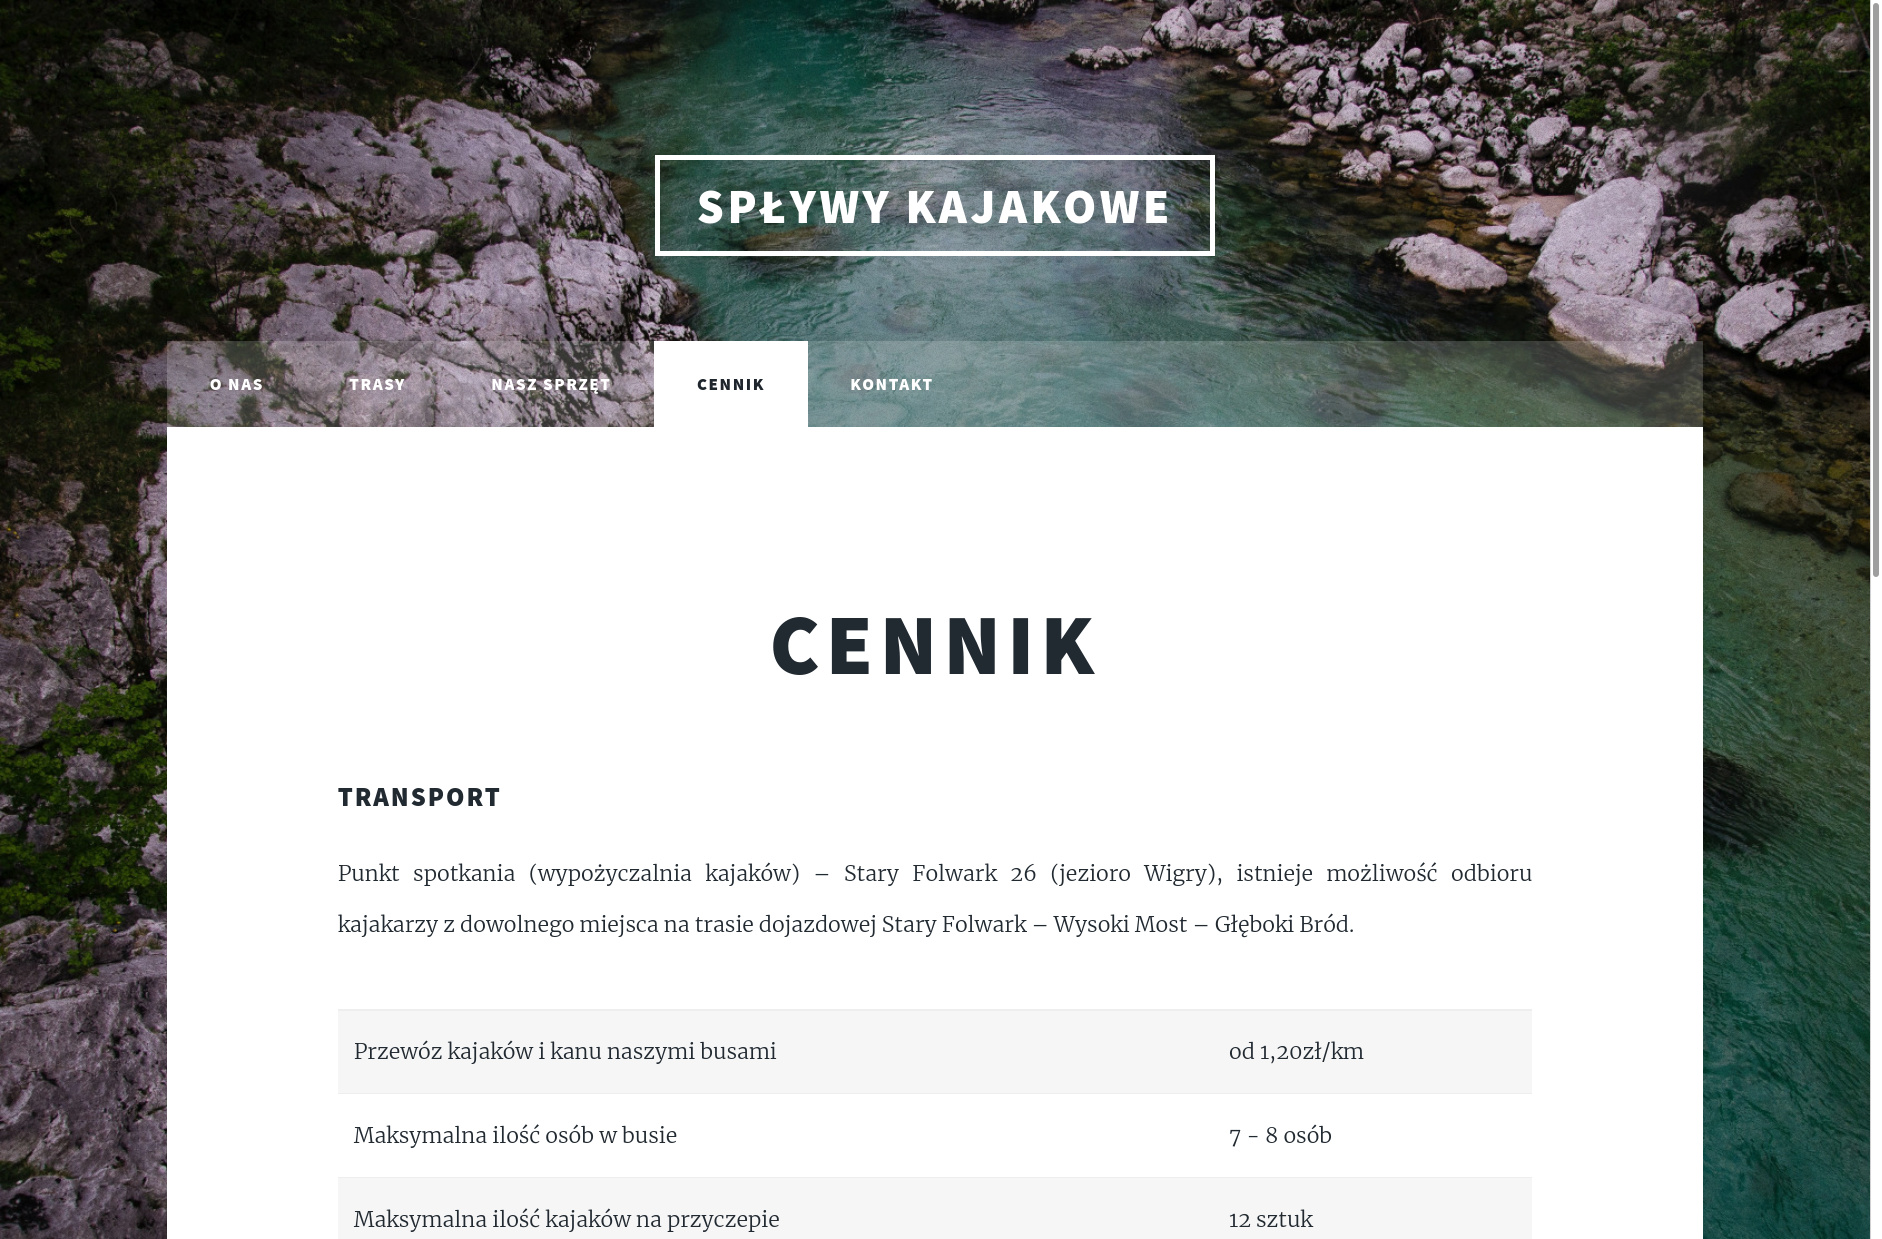 SPŁYWY KAJAKOWE
O NAS TRASY NASZ SPRZĘT CENNIK KONTAKT
CENNIK
TRANSPORT
Punkt spotkania (wypożyczalnia kajaków) – Stary Folwark 26 (jezioro Wigry), istnieje możliwość odbioru
kajakarzy z dowolnego miejsca na trasie dojazdowej Stary Folwark – Wysoki Most – Głęboki Bród.
Przewóz kajaków i kanu naszymi busami od 1,20zł/km
Maksymalna ilość osób w busie 7 - 8 osób
Maksymalna ilość kajaków na przyczepie 12 sztuk